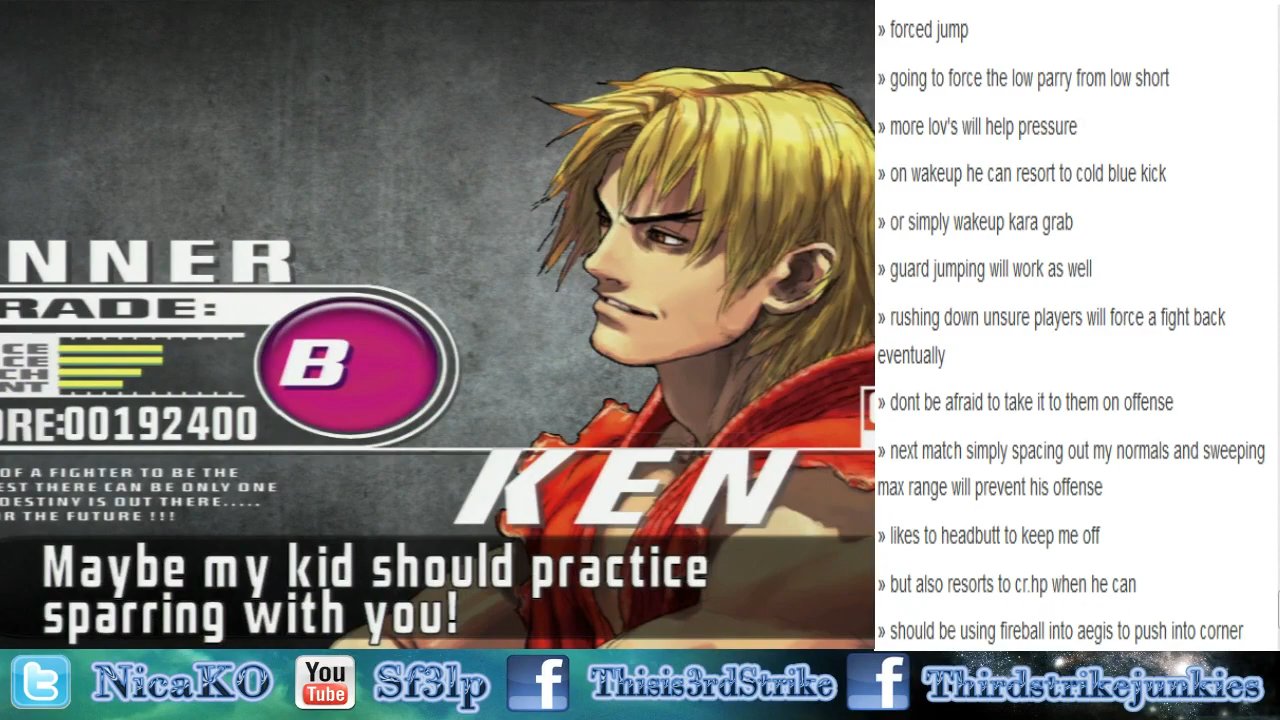 NNER
RADE:
CE
CE
CH
NT
B
ORE:00192400
OF A FIGHTER TO BE THE
EST THERE CAN BE ONLY ONE
DESTINY IS OUT THERE.....
OR THE FUTURE !!!
KEN
Maybe my kid should practice
sparring with you!
» forced jump
» going to force the low parry from low short
» more lov's will help pressure
» on wakeup he can resort to cold blue kick
» or simply wakeup kara grab
» guard jumping will work as well
» rushing down unsure players will force a fight back
eventually
» dont be afraid to take it to them on offense
» next match simply spacing out my normals and sweeping
max range will prevent his offense
» likes to headbutt to keep me off
» but also resorts to cr.hp when he can
» should be using fireball into aegis to push into corner
NicaKO
You
Tube
Sf3lp
f
Thisis3rdStrike
f
Thirdstrikejunkies